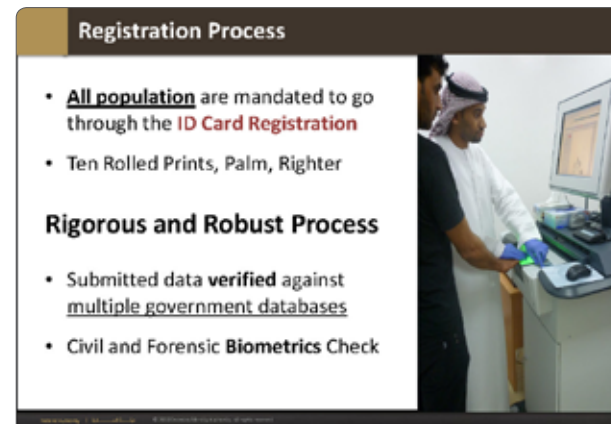 Registration Process
• All population are mandated to go
through the ID Card Registration
• Ten Rolled Prints, Palm, Righter
Rigorous and Robust Process
• Submitted data verified against
multiple government databases
• Civil and Forensic Biometrics Check